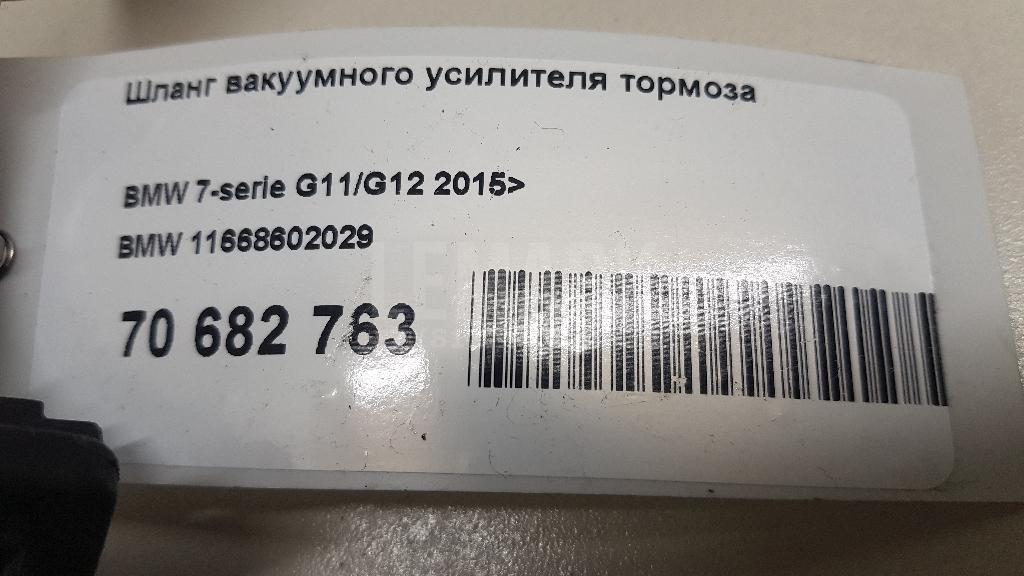 Шланг вакуумного усилителя тормоза
BMW 7-serie G11/G12 2015>
BMW 11668602029
70 682 763